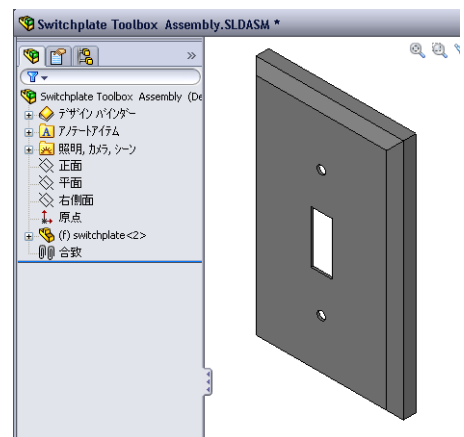 Switchplate Toolbox Assembly.SLDASM *
Switchplate Toolbox Assembly (De
デザイン バインダー
A アノテートアイテム
照明, カメラ, シーン
正面
平面
右側面
原点
(f) switchplate<2>
合致